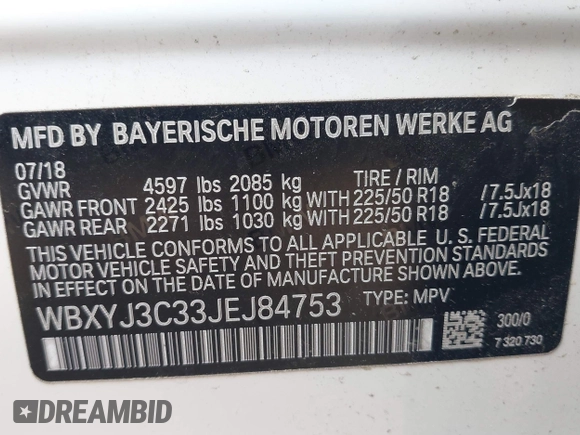 MFD BY BAYERISCHE MOTOREN WERKE AG
07/18 TIRE / RIM
GVWR 4597 lbs 2085 kg
GAWR FRONT 2425 lbs 1100 kg WITH 225/50 R18 /7.5Jx18
GAWR REAR 2271 lbs 1030 kg WITH 225/50 R18 /7.5Jx18
THIS VEHICLE CONFORMS TO ALL APPLICABLE U. S. FEDERAL
MOTOR VEHICLE SAFETY AND THEFT PREVENTION STANDARDS
IN EFFECT ON THE DATE OF MANUFACTURE SHOWN ABOVE.
WBXYJ3C33JEJ84753 TYPE: MPV
300/0
7 320 730
DREAMBID